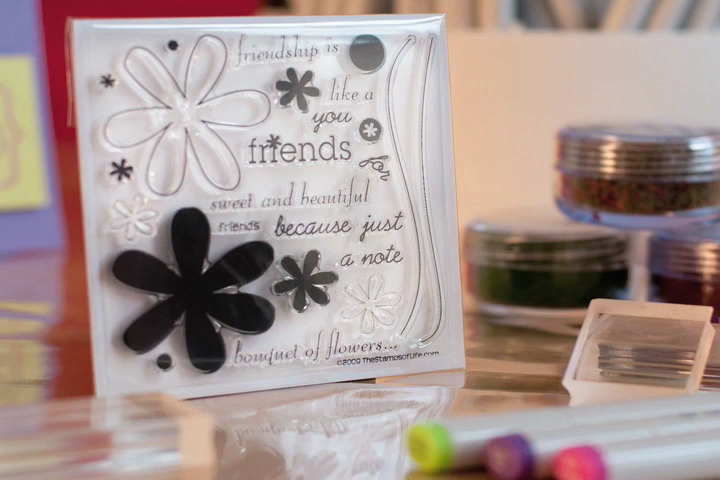 friendship is
like a
you
friends
for
sweet and beautiful
friends
because just
a note
bouquet of flowers...
©2009 TheStampsofLife.com